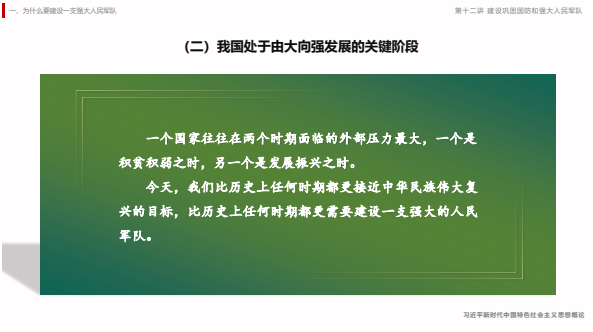 一、为什么要建设一支强大人民军队
第十二讲 建设巩固国防和强大人民军队
（二）我国处于由大向强发展的关键阶段
一个国家往往在两个时期面临的外部压力最大，一个是
积贫积弱之时，另一个是发展振兴之时。
今天，我们比历史上任何时期都更接近中华民族伟大复
兴的目标，比历史上任何时期都更需要建设一支强大的人民
军队。
习近平新时代中国特色社会主义思想概论